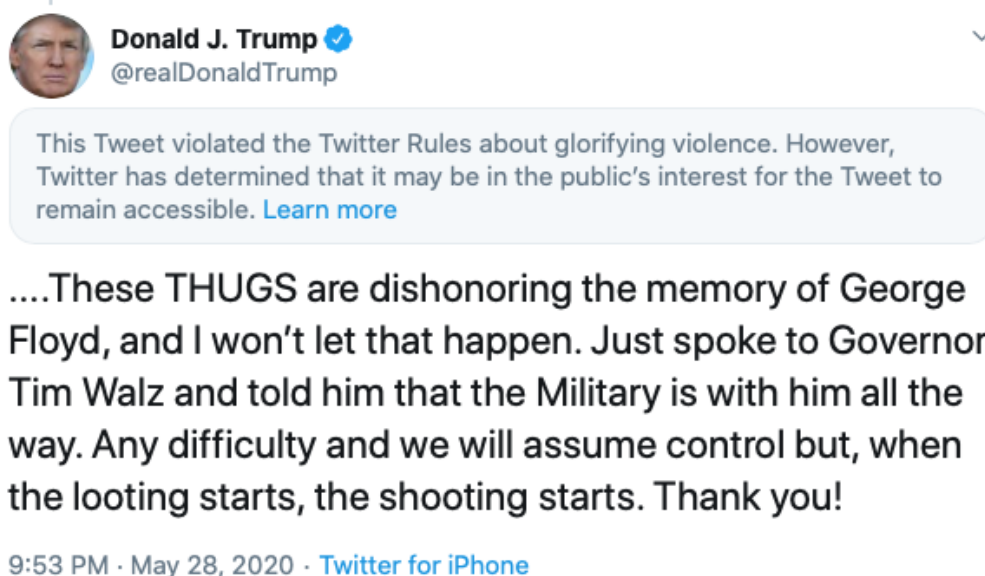 Donald J. Trump
@realDonaldTrump
This Tweet violated the Twitter Rules about glorifying violence. However,
Twitter has determined that it may be in the public’s interest for the Tweet to
remain accessible. Learn more
....These THUGS are dishonoring the memory of George
Floyd, and I won’t let that happen. Just spoke to Governor
Tim Walz and told him that the Military is with him all the
way. Any difficulty and we will assume control but, when
the looting starts, the shooting starts. Thank you!
9:53 PM · May 28, 2020 · Twitter for iPhone